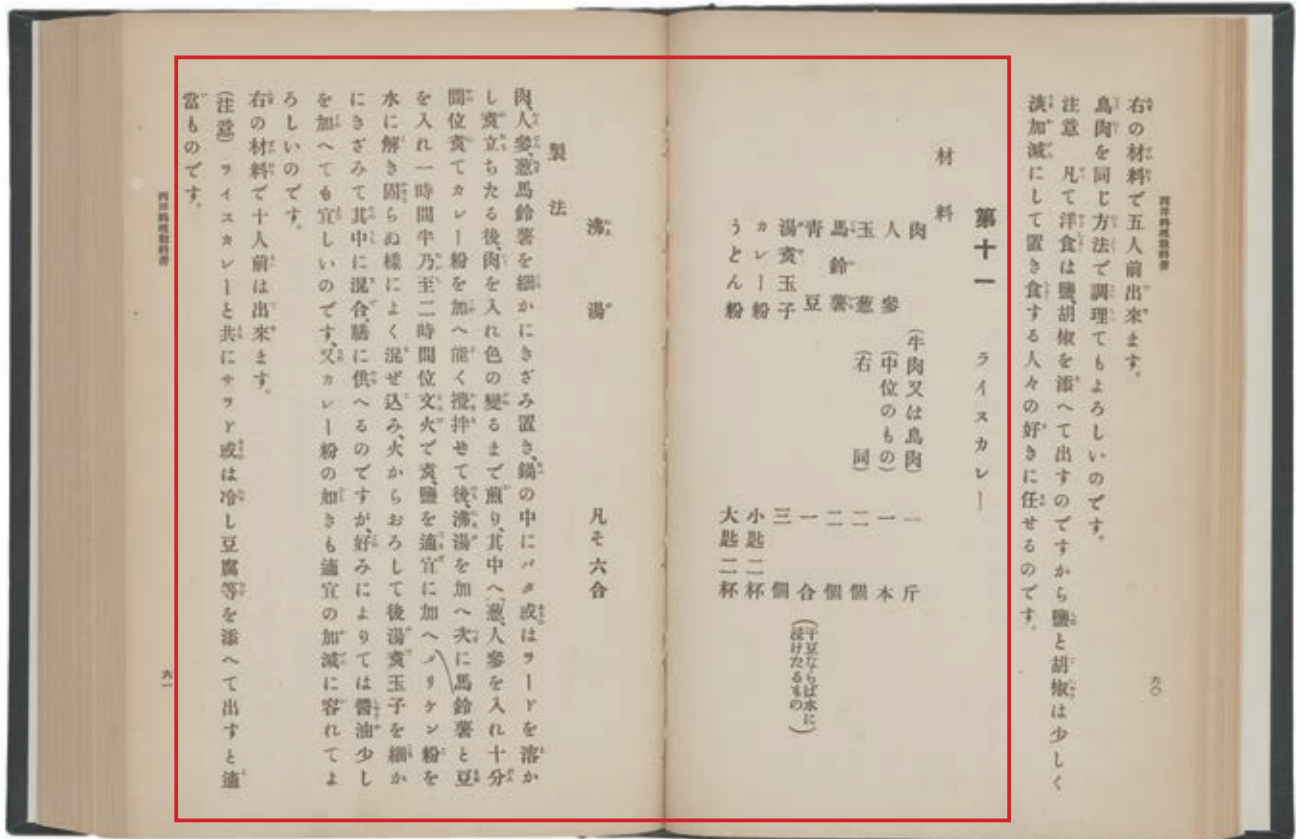 西洋料理教科書
六〇
右の材料で五人前出來ます。
鳥肉を同じ方法で調理てもよろしいのです。
注意　凡て洋食は鹽、胡椒を添へて出すのですから鹽と胡椒は少しく
淡加減にして置き食する人々の好きに任せるのです。
第十一　ライスカレー
材料
肉　(牛肉又は鳥肉)　一斤
人參　(中位のもの)　一本
玉葱　(右同)　二個
馬鈴薯　二個
青豆　一合　(干豆ならば水に浸けたるもの)
湯煑玉子　三個
カレー粉　小匙二杯
うどん粉　大匙二杯
沸湯　凡そ六合
製法
肉、人參、葱、馬鈴薯を細かにきざみ置き、鍋の中にバタ或はラードを溶か
し煑立ちたる後、肉を入れ色の變るまで煎り、其中へ、葱、人參を入れ十分
間位煑てカレー粉を加へ能く攪拌せて後、沸湯を加へ次に馬鈴薯と豆
を入れ一時間半乃至二時間位文火で煑、鹽を適宜に加へメリケン粉を
水に解き固らぬ樣によく混ぜ込み、火からおろして後湯煑玉子を細か
にきざみて其中に混合、膳に供へるのですが、好みによりては醬油少し
を加へても宜しいのです、又カレー粉の如きも適宜の加減に容れてよ
ろしいのです。
右の材料で十人前は出來ます。
(注意)　ライスカレーと共にサラド或は冷し豆腐等を添へて出すと適
當ものです。
西洋料理教科書
六一